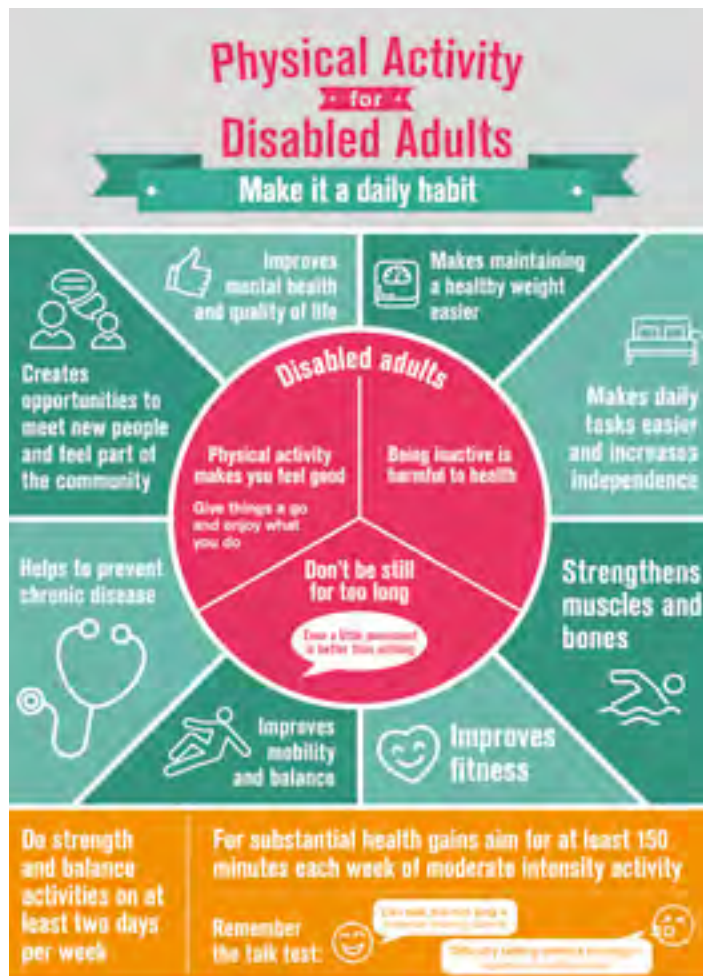 Physical Activity
for
Disabled Adults
Make it a daily habit
Creates
opportunities to
meet new people
and feel part of
the community
Improves
mental health
and quality of life
Makes maintaining
a healthy weight
easier
Makes daily
tasks easier
and increases
independence
Strengthens
muscles and
bones
Improves
fitness
Improves
mobility
and balance
Helps to prevent
chronic disease
Disabled adults
Physical activity
makes you feel good
Give things a go
and enjoy what
you do
Being inactive is
harmful to health
Don't be still
for too long
Even a little movement
is better than nothing
Do strength
and balance
activities on at
least two days
per week
For substantial health gains aim for at least 150
minutes each week of moderate intensity activity
Remember
the talk test:
Can talk, but not sing =